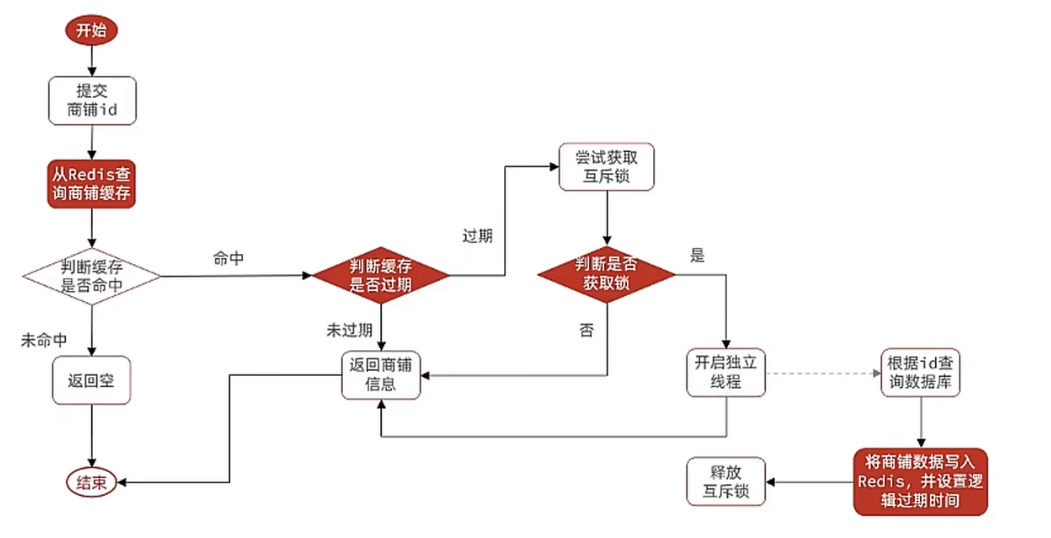 开始
提交
商铺id
从Redis查
询商铺缓存
判断缓存
是否命中
命中
未命中
返回空
结束
判断缓存
是否过期
过期
未过期
返回商铺
信息
尝试获取
互斥锁
判断是否
获取锁
是
否
开启独立
线程
根据id查
询数据库
将商铺数据写入
Redis，并设置逻
辑过期时间
释放
互斥锁